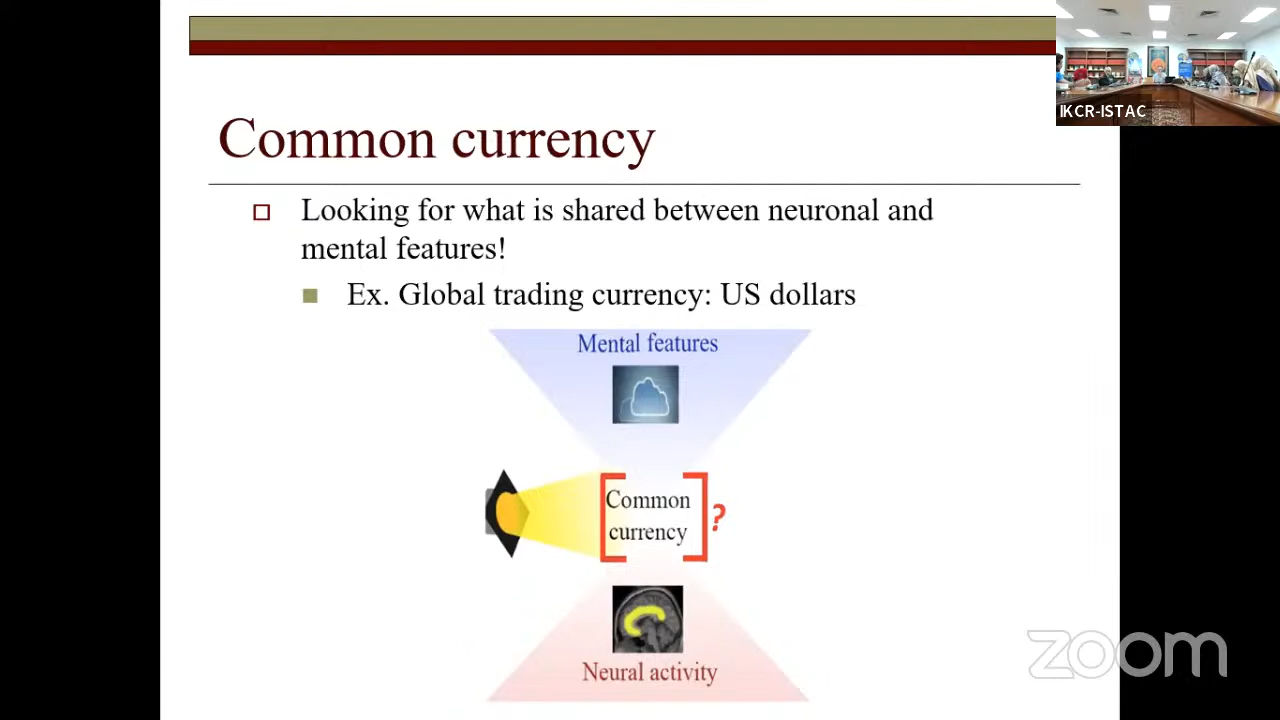 Common currency
Looking for what is shared between neuronal and
mental features!
Ex. Global trading currency: US dollars
Mental features
Common
currency
?
Neural activity
IKCR-ISTAC
zoom